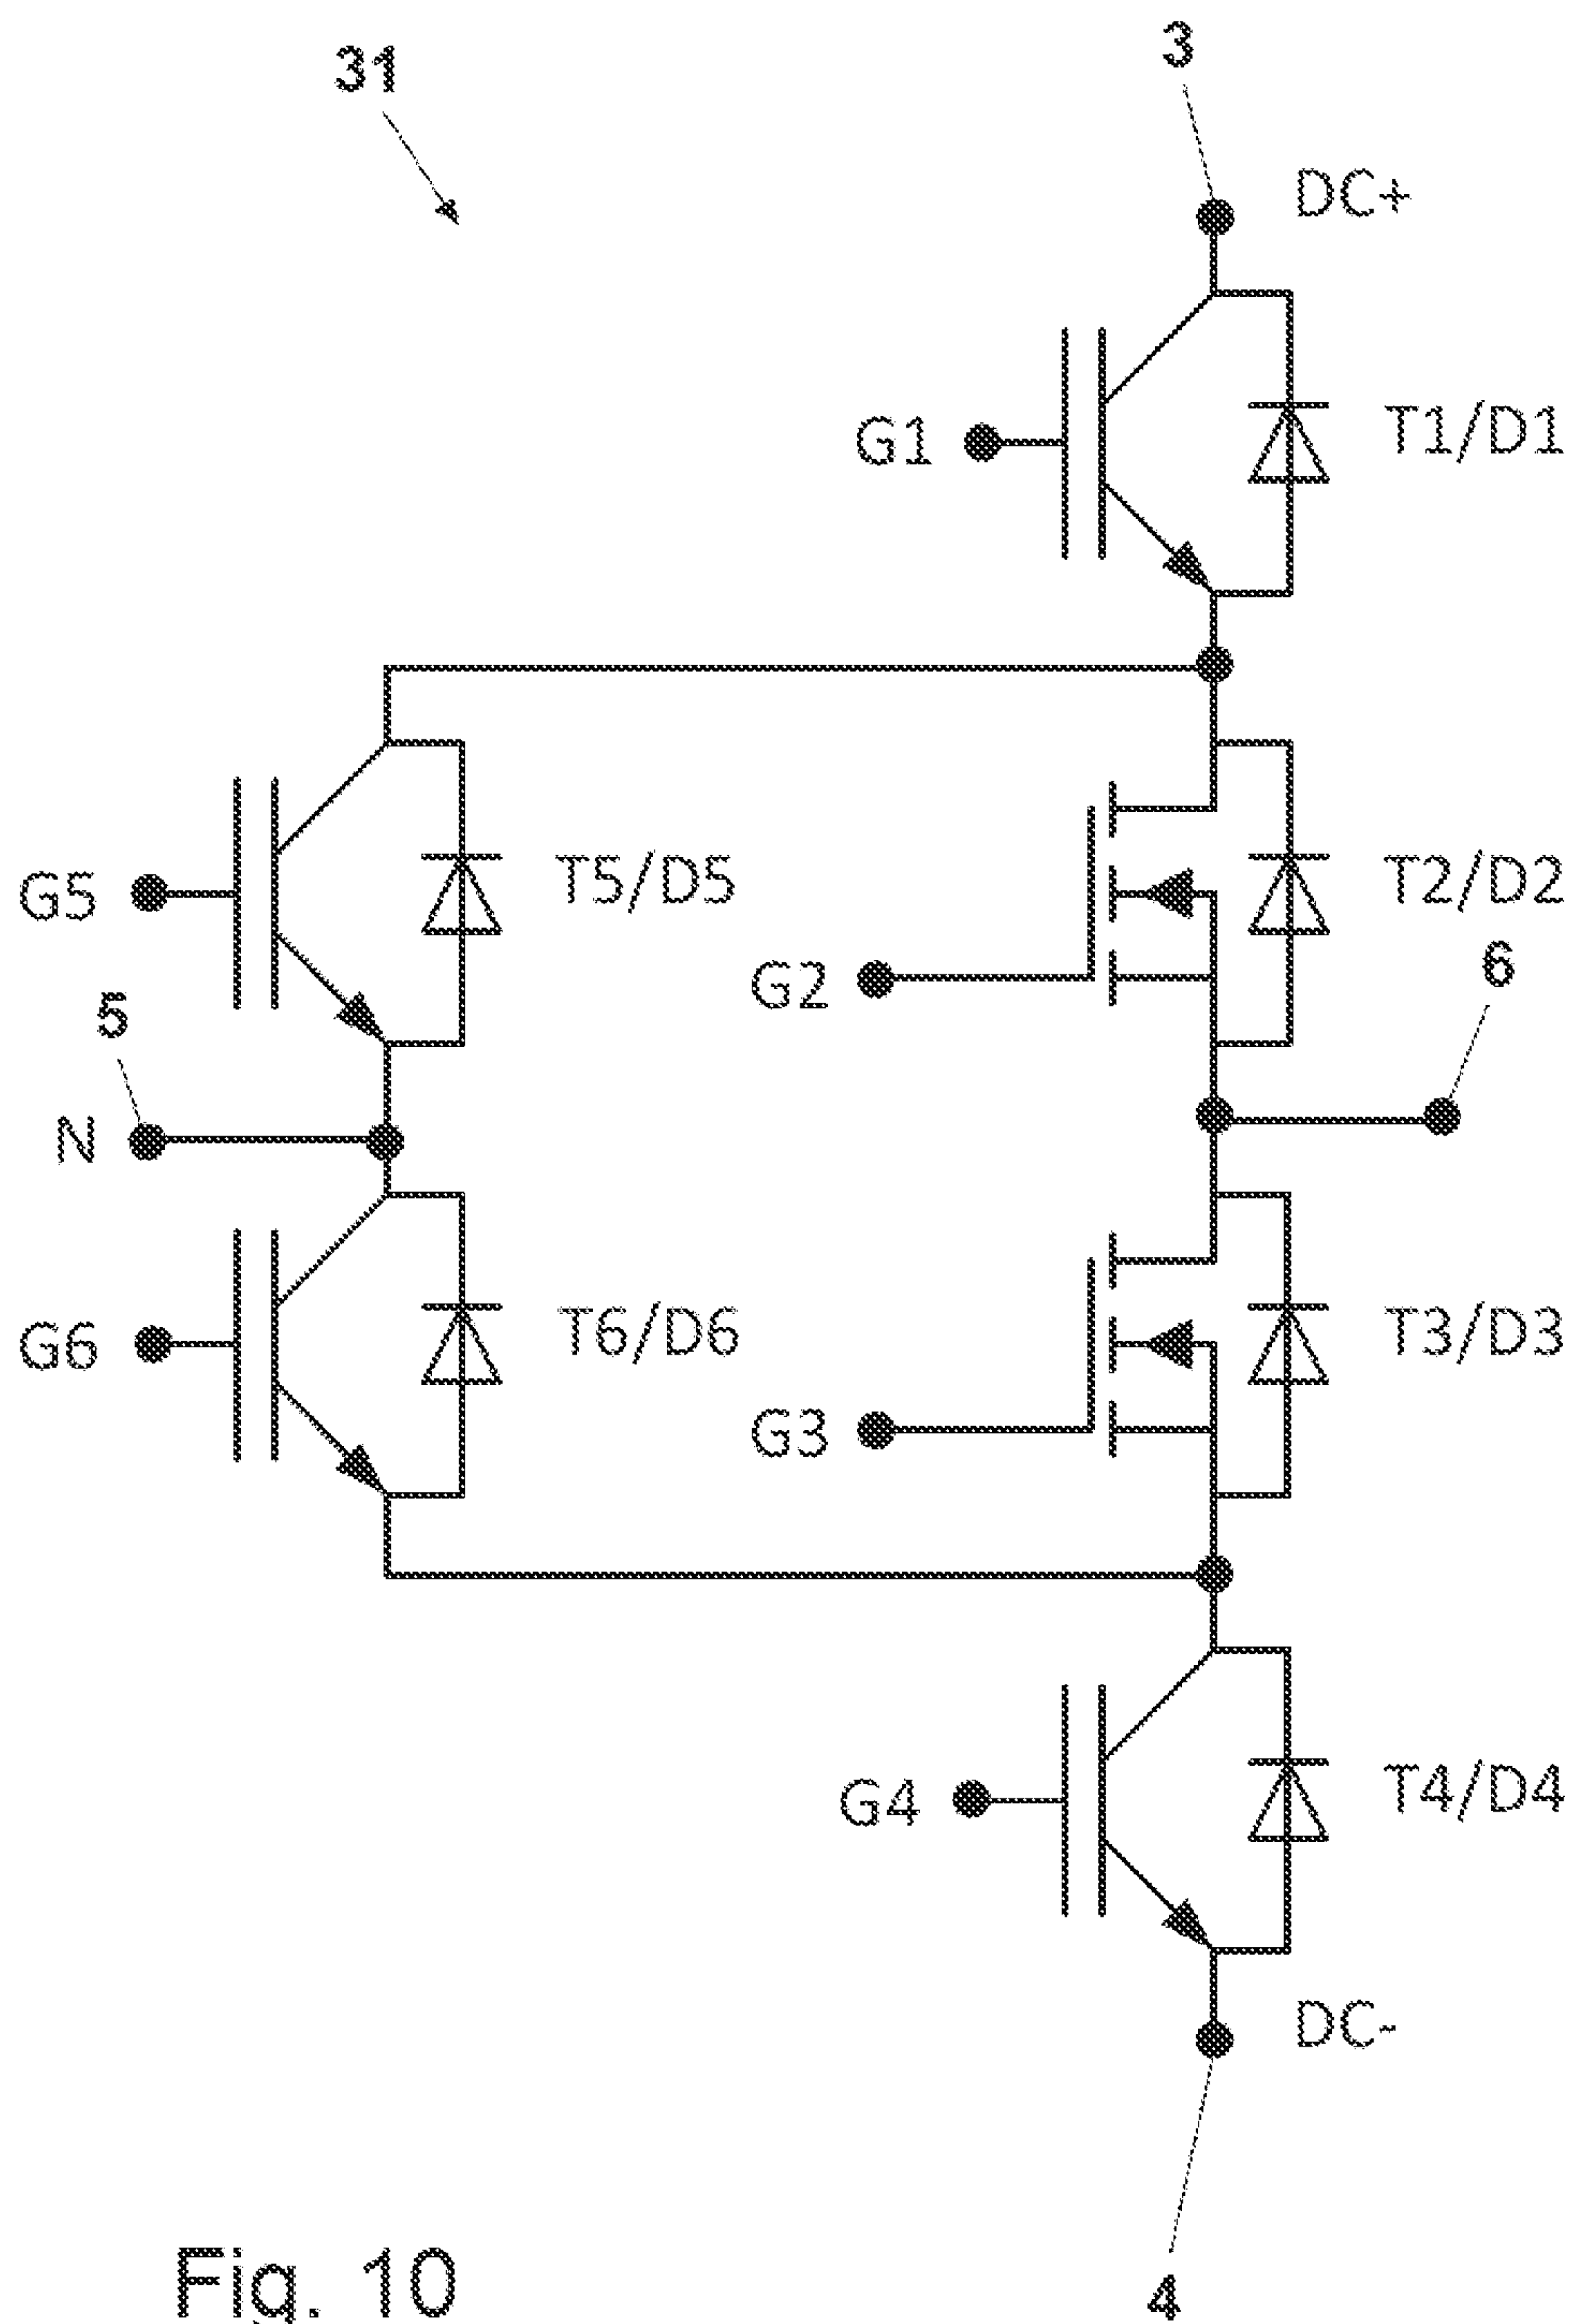 3
31
DC+
G1
T1/D1
G5
T5/D5
T2/D2
G2
6
5
N
G6
T6/D6
T3/D3
G3
G4
T4/D4
DC-
Fig. 10
4